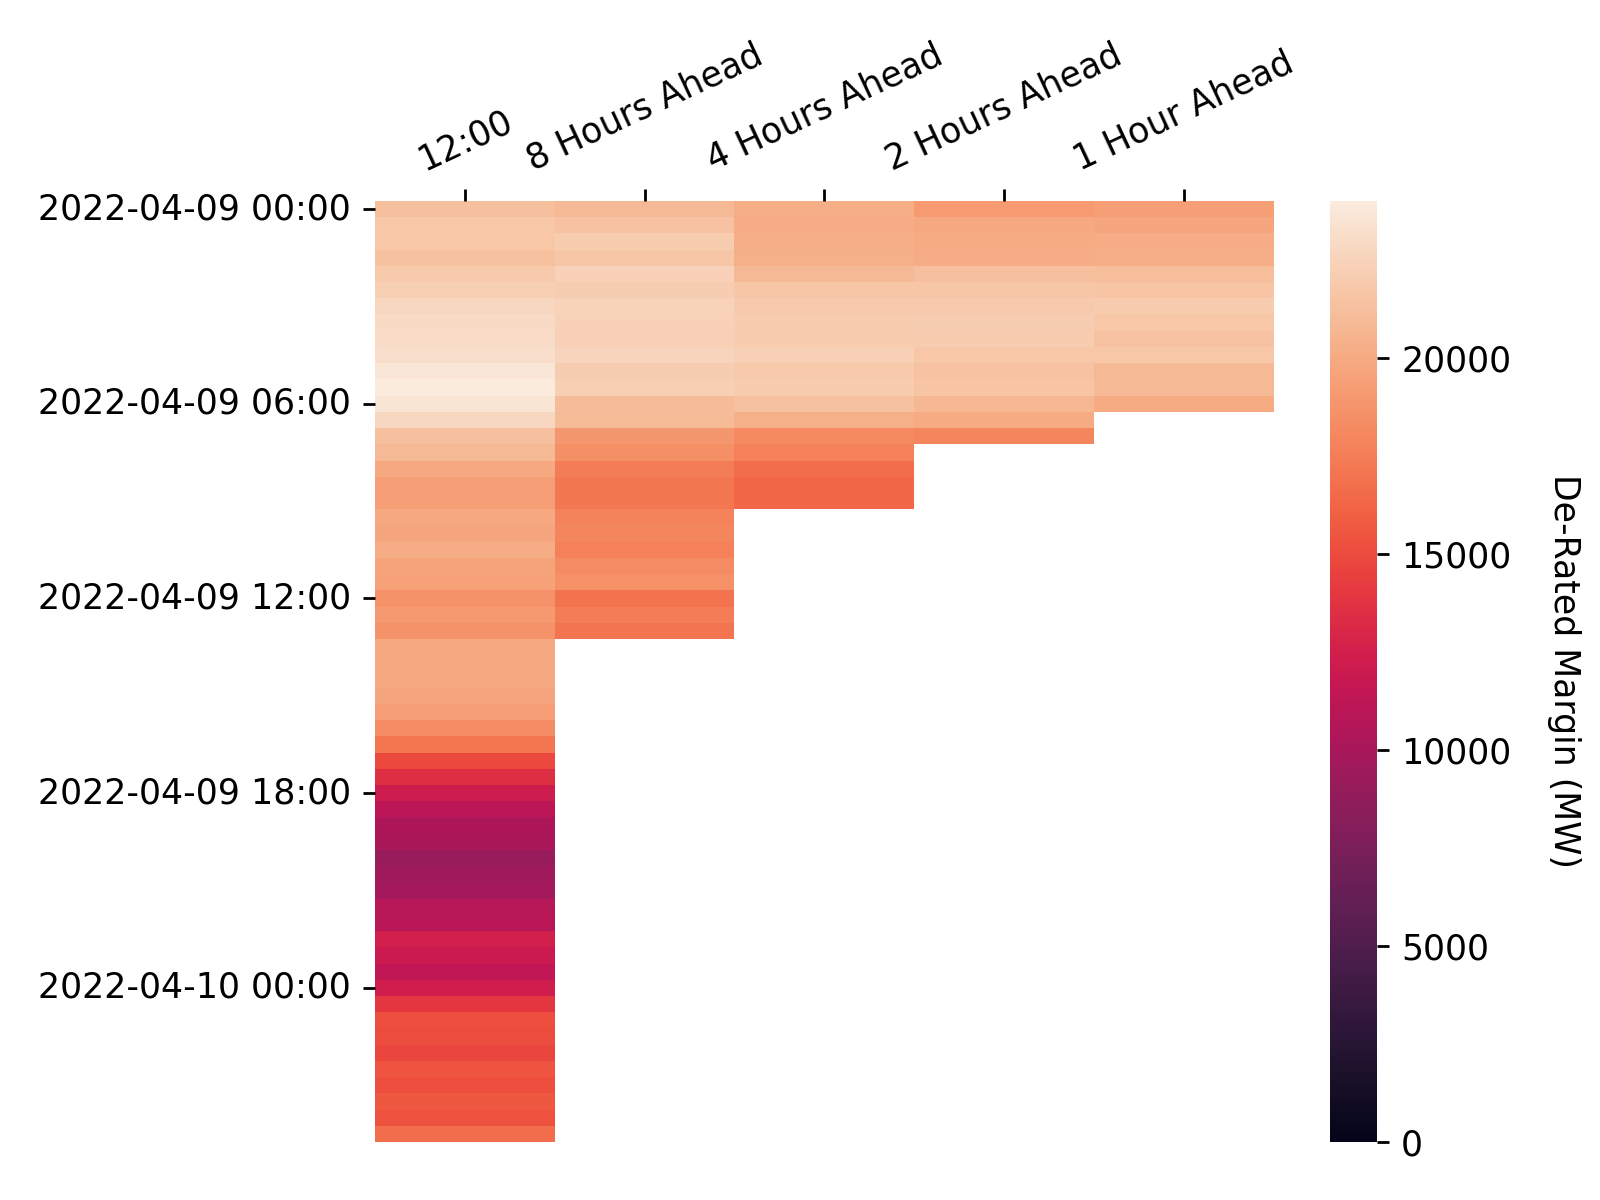 12:00
8 Hours Ahead
4 Hours Ahead
2 Hours Ahead
1 Hour Ahead
2022-04-09 00:00
2022-04-09 06:00
2022-04-09 12:00
2022-04-09 18:00
2022-04-10 00:00
20000
15000
10000
5000
0
De-Rated Margin (MW)